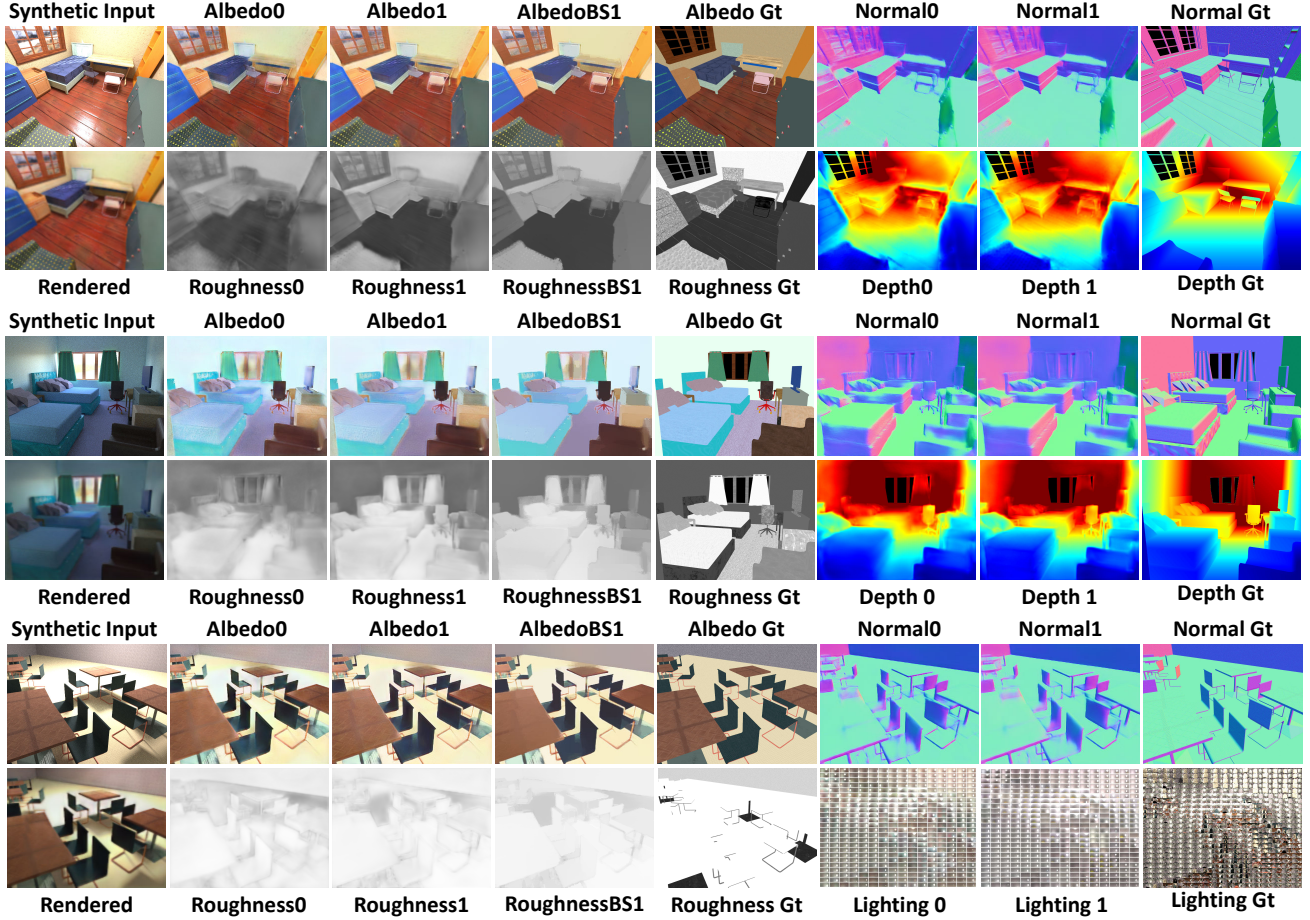 Synthetic Input Albedo0 Albedo1 AlbedoBS1 Albedo Gt Normal0 Normal1 Normal Gt
Rendered Roughness0 Roughness1 RoughnessBS1 Roughness Gt Depth0 Depth 1 Depth Gt
Synthetic Input Albedo0 Albedo1 AlbedoBS1 Albedo Gt Normal0 Normal1 Normal Gt
Rendered Roughness0 Roughness1 RoughnessBS1 Roughness Gt Depth 0 Depth 1 Depth Gt
Synthetic Input Albedo0 Albedo1 AlbedoBS1 Albedo Gt Normal0 Normal1 Normal Gt
Rendered Roughness0 Roughness1 RoughnessBS1 Roughness Gt Lighting 0 Lighting 1 Lighting Gt